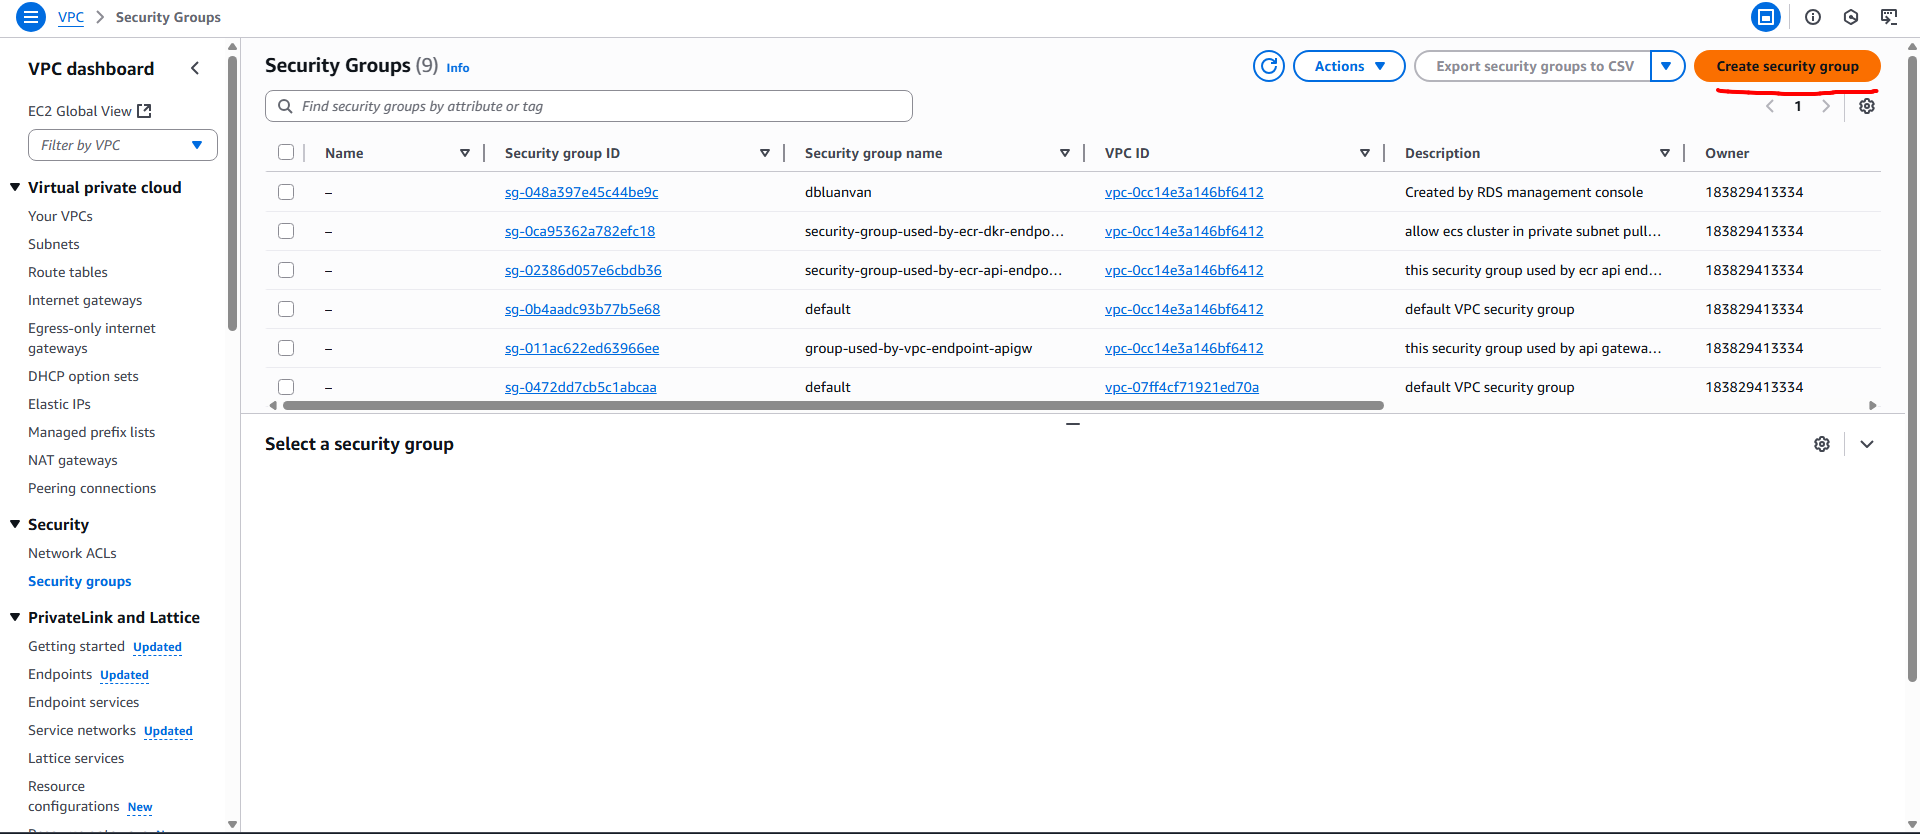 VPC > Security Groups
VPC dashboard
EC2 Global View
Filter by VPC
Virtual private cloud
Your VPCs
Subnets
Route tables
Internet gateways
Egress-only internet
gateways
DHCP option sets
Elastic IPs
Managed prefix lists
NAT gateways
Peering connections
Security
Network ACLs
Security groups
PrivateLink and Lattice
Getting started Updated
Endpoints Updated
Endpoint services
Service networks Updated
Lattice services
Resource
configurations New
Security Groups (9) Info
Actions
Export security groups to CSV
Create security group
Find security groups by attribute or tag
1
Name Security group ID Security group name VPC ID Description Owner
– sg-048a397e45c44be9c dbluanvan vpc-0cc14e3a146bf6412 Created by RDS management console 183829413334
– sg-0ca95362a782efc18 security-group-used-by-ecr-dkr-endpo... vpc-0cc14e3a146bf6412 allow ecs cluster in private subnet pull... 183829413334
– sg-02386d057e6cbdb36 security-group-used-by-ecr-api-endpo... vpc-0cc14e3a146bf6412 this security group used by ecr api end... 183829413334
– sg-0b4aadc93b77b5e68 default vpc-0cc14e3a146bf6412 default VPC security group 183829413334
– sg-011ac622ed63966ee group-used-by-vpc-endpoint-apigw vpc-0cc14e3a146bf6412 this security group used by api gatewa... 183829413334
– sg-0472dd7cb5c1abcaa default vpc-07ff4cf71921ed70a default VPC security group 183829413334
Select a security group